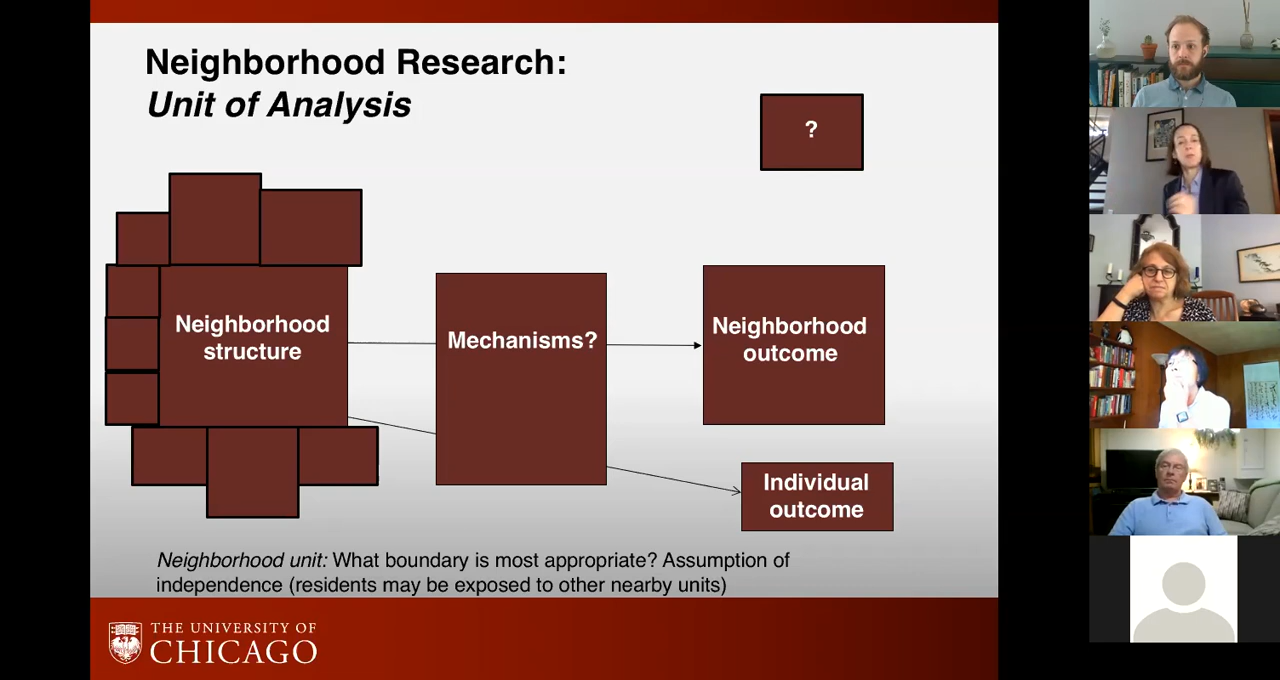 Neighborhood Research:
Unit of Analysis
?
Neighborhood
structure
Mechanisms?
Neighborhood
outcome
Individual
outcome
Neighborhood unit: What boundary is most appropriate? Assumption of
independence (residents may be exposed to other nearby units)
THE UNIVERSITY OF
CHICAGO